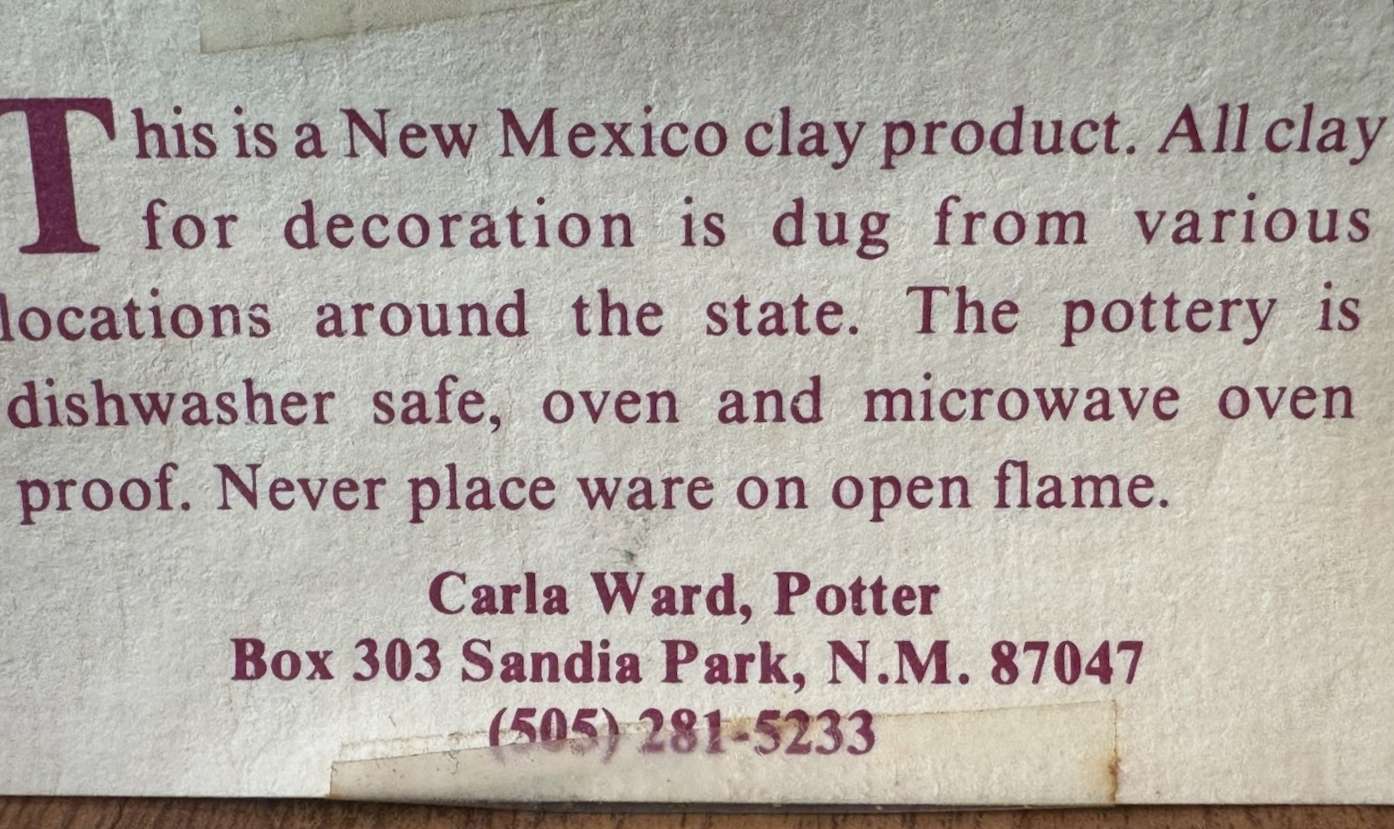 This is a New Mexico clay product. All clay
for decoration is dug from various
locations around the state. The pottery is
dishwasher safe, oven and microwave oven
proof. Never place ware on open flame.
Carla Ward, Potter
Box 303 Sandia Park, N.M. 87047
(505) 281-5233